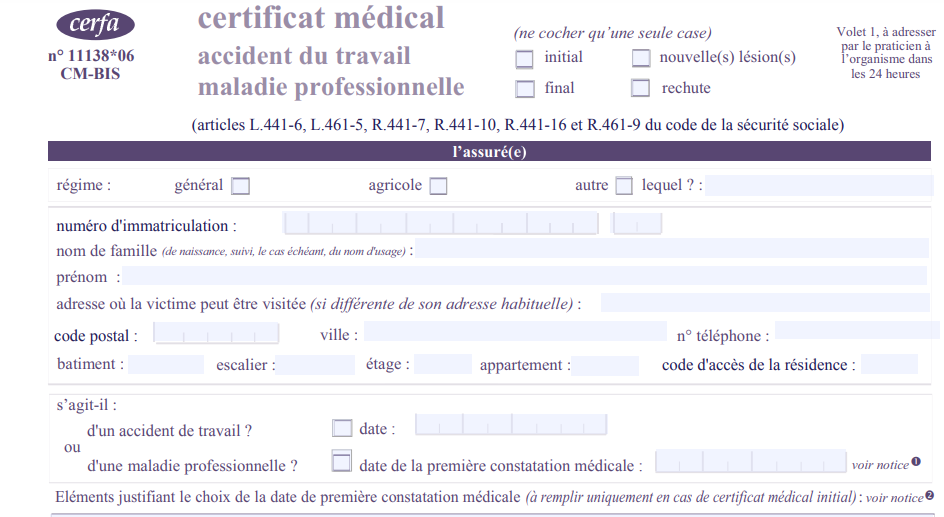 cerfa
n° 11138*06
CM-BIS
certificat médical
accident du travail
maladie professionnelle
(ne cocher qu'une seule case)
initial nouvelle(s) lésion(s)
final rechute
Volet 1, à adresser
par le praticien à
l'organisme dans
les 24 heures
(articles L.441-6, L.461-5, R.441-7, R.441-10, R.441-16 et R.461-9 du code de la sécurité sociale)
l'assuré(e)
régime : général agricole autre lequel ? :
numéro d'immatriculation :
nom de famille (de naissance, suivi, le cas échéant, du nom d'usage) :
prénom :
adresse où la victime peut être visitée (si différente de son adresse habituelle) :
code postal : ville : n° téléphone :
batiment : escalier : étage : appartement : code d'accès de la résidence :
s'agit-il :
d'un accident de travail ? date :
ou
d'une maladie professionnelle ? date de la première constatation médicale : voir notice ❶
Eléments justifiant le choix de la date de première constatation médicale (à remplir uniquement en cas de certificat médical initial) : voir notice ❷